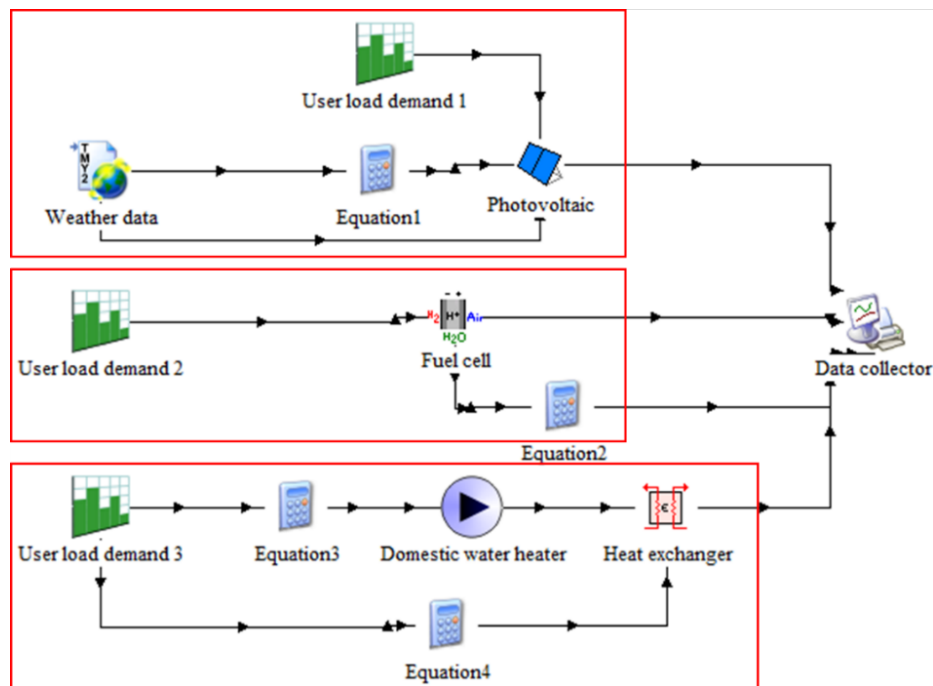 User load demand 1
TMY2
Weather data
Equation1
Photovoltaic
User load demand 2
- +
H₂ H⁺ Air
H₂O
Fuel cell
Data collector
Equation2
User load demand 3
Equation3
Domestic water heater
ε
Heat exchanger
Equation4